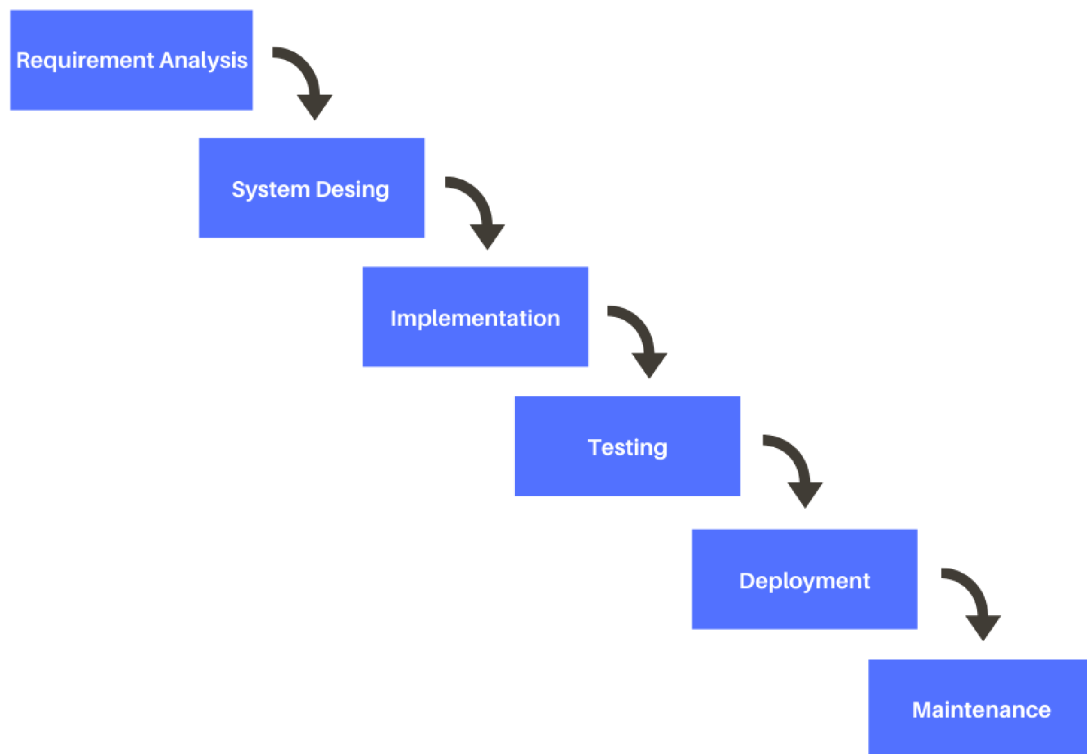 Requirement Analysis
System Desing
Implementation
Testing
Deployment
Maintenance